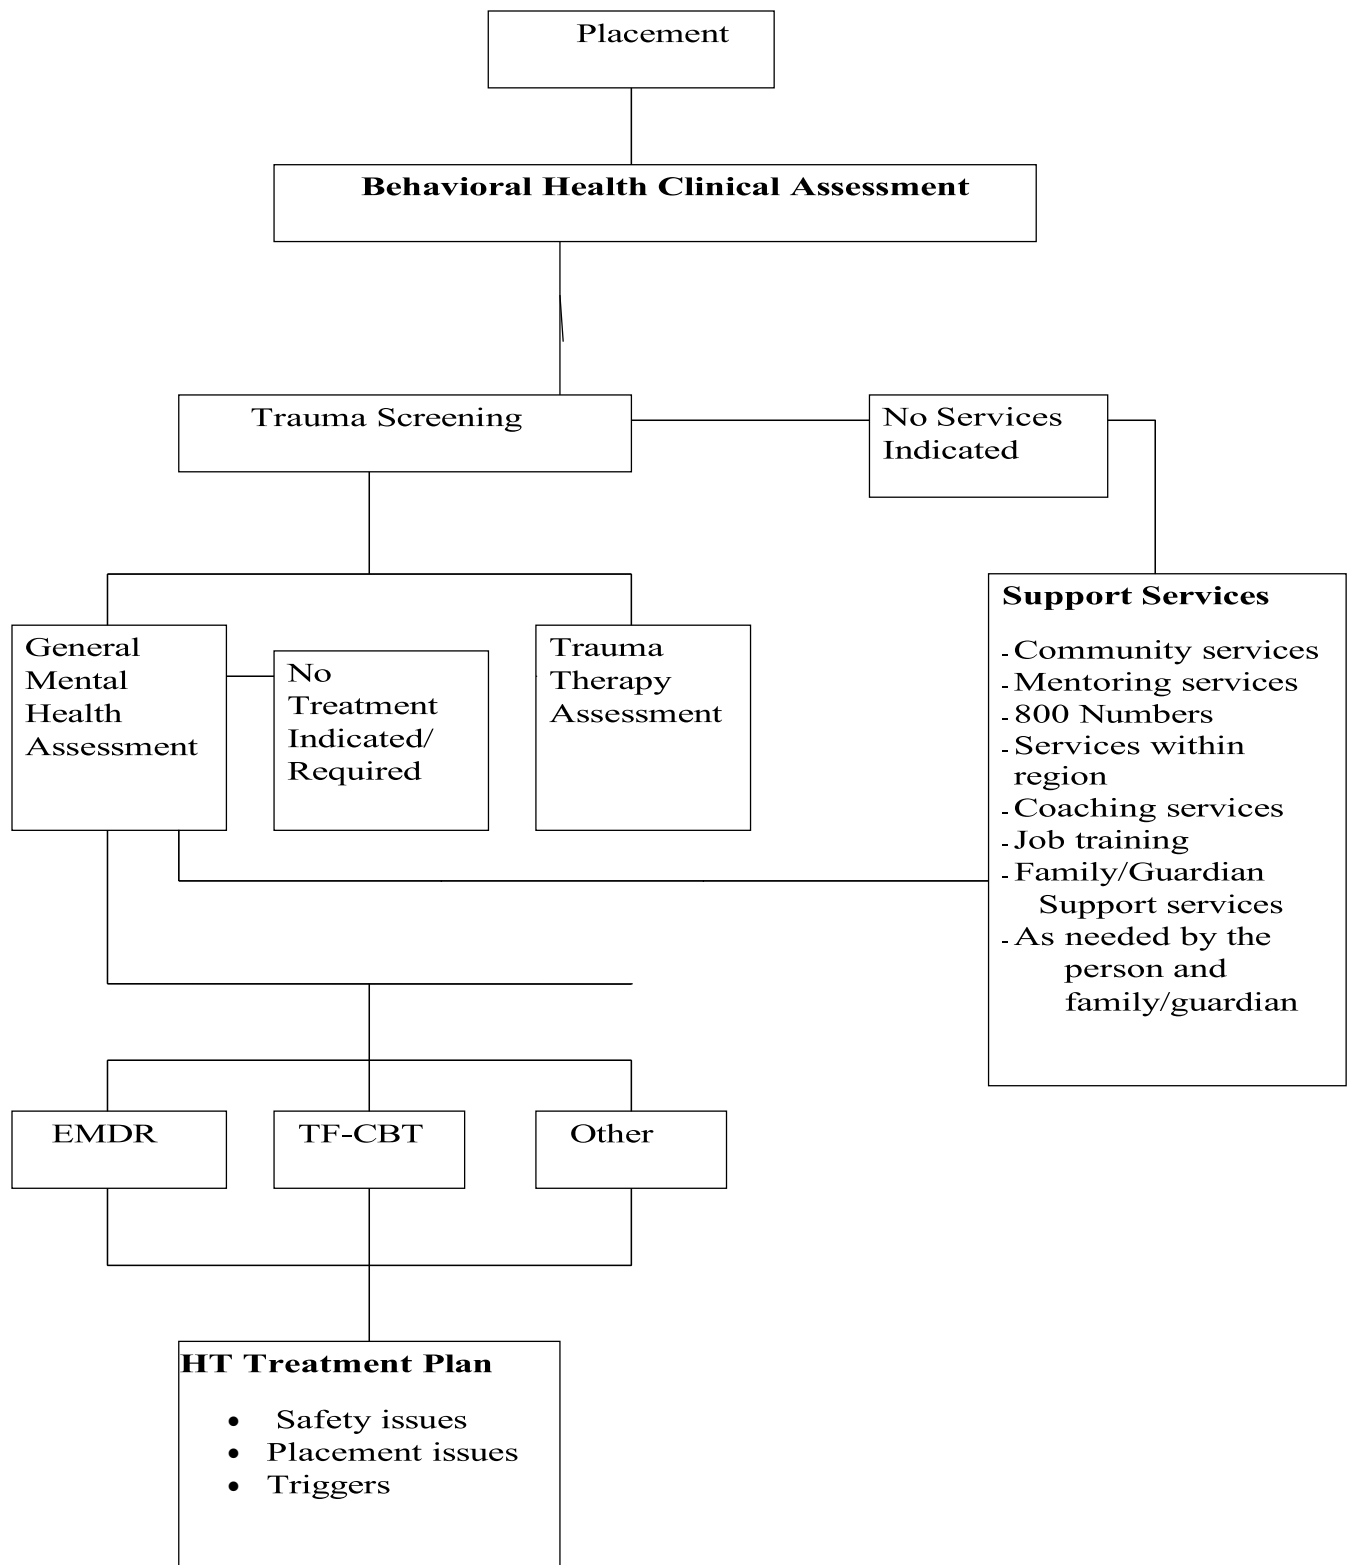 Placement
Behavioral Health Clinical Assessment
Trauma Screening
No Services
Indicated
General
Mental
Health
Assessment
No
Treatment
Indicated/
Required
Trauma
Therapy
Assessment
Support Services
- Community services
- Mentoring services
- 800 Numbers
- Services within
region
- Coaching services
- Job training
- Family/Guardian
Support services
- As needed by the
person and
family/guardian
EMDR
TF-CBT
Other
HT Treatment Plan
• Safety issues
• Placement issues
• Triggers